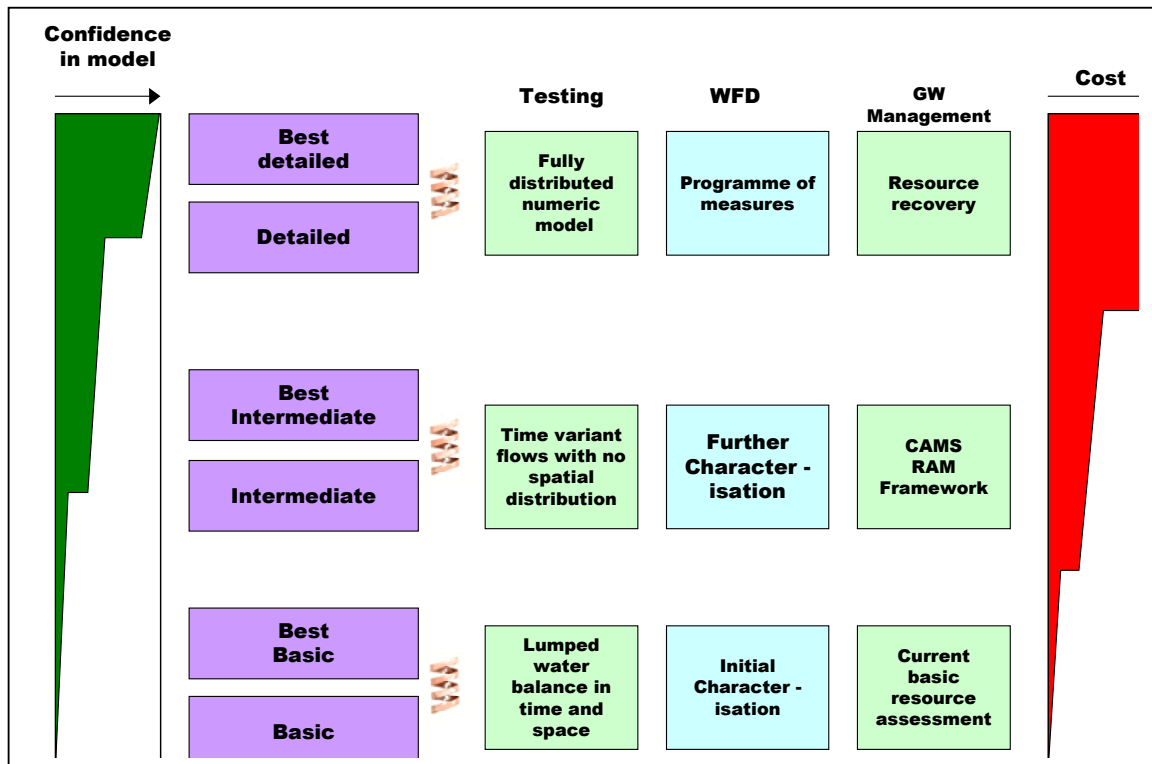 Confidence
in model
Cost
Testing
WFD
GW
Management
Best
detailed
Detailed
Fully
distributed
numeric
model
Programme of
measures
Resource
recovery
Best
Intermediate
Intermediate
Time variant
flows with no
spatial
distribution
Further
Character -
isation
CAMS
RAM
Framework
Best
Basic
Basic
Lumped
water
balance in
time and
space
Initial
Character -
isation
Current
basic
resource
assessment